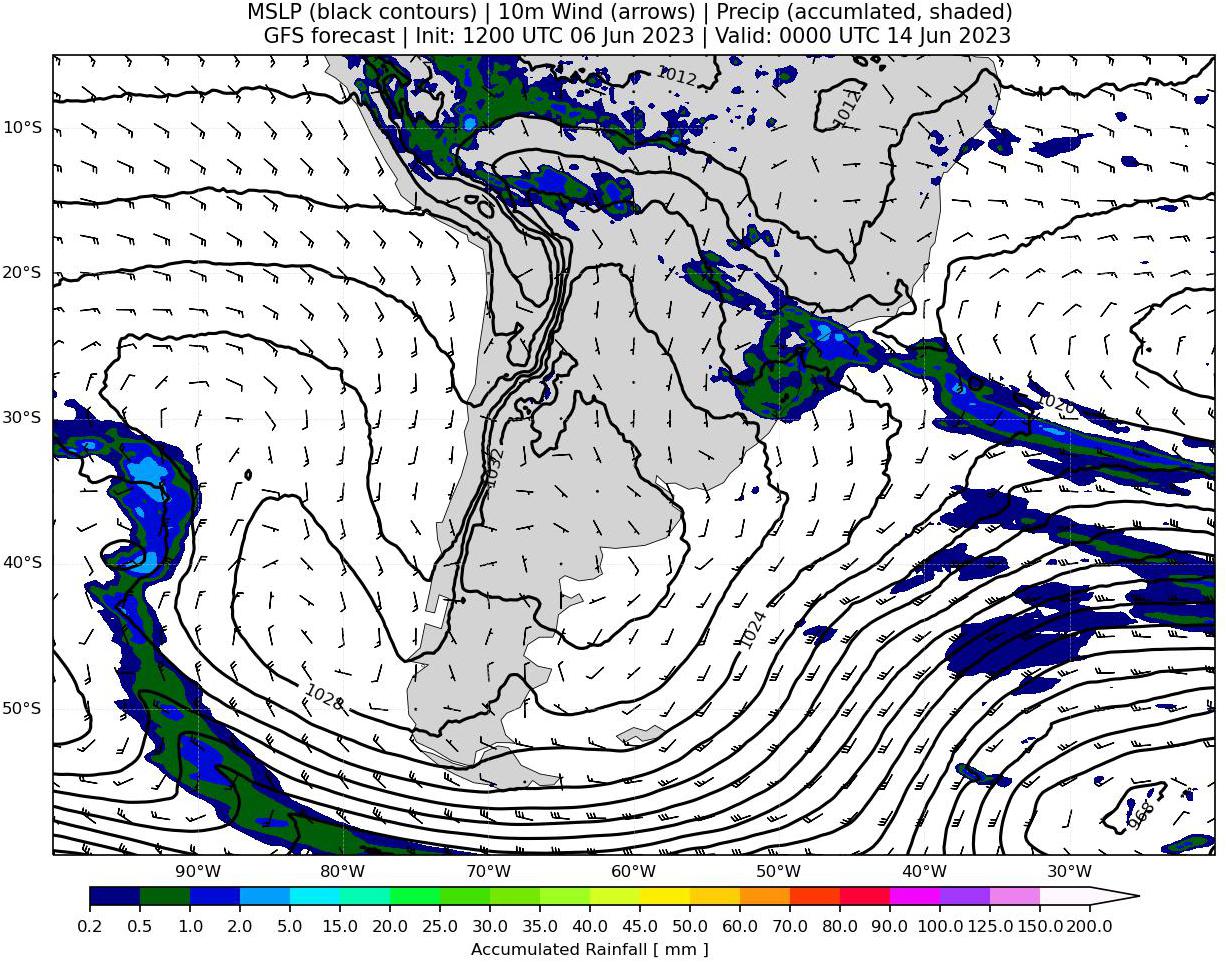 MSLP (black contours) | 10m Wind (arrows) | Precip (accumlated, shaded)
GFS forecast | Init: 1200 UTC 06 Jun 2023 | Valid: 0000 UTC 14 Jun 2023
1012
1012
10°S
20°S
1020
30°S
1032
40°S
1024
1028
50°S
968
90°W 80°W 70°W 60°W 50°W 40°W 30°W
0.2 0.5 1.0 2.0 5.0 10.0 15.0 20.0 25.0 30.0 35.0 40.0 45.0 50.0 60.0 70.0 80.0 90.0 100.0 125.0 150.0 200.0
Accumulated Rainfall [ mm ]